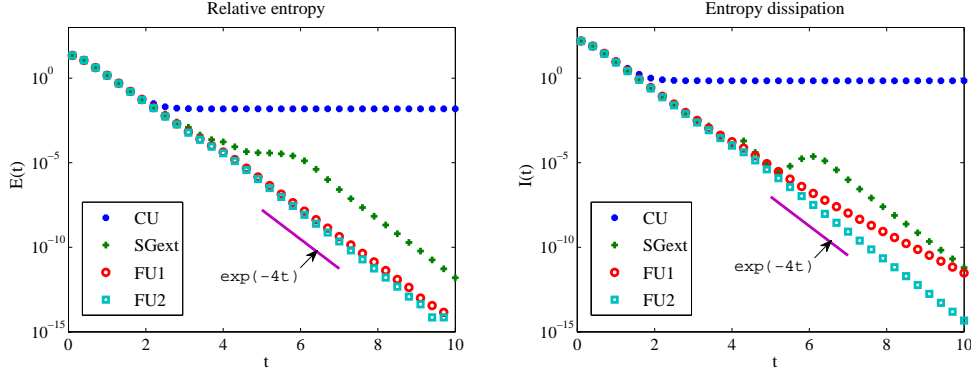 Relative entropy
E(t)
10^0
10^-5
10^-10
10^-15
CU
SGext
FU1
FU2
exp(-4t)
0 2 4 6 8 10
t
Entropy dissipation
I(t)
10^0
10^-5
10^-10
10^-15
CU
SGext
FU1
FU2
exp(-4t)
0 2 4 6 8 10
t